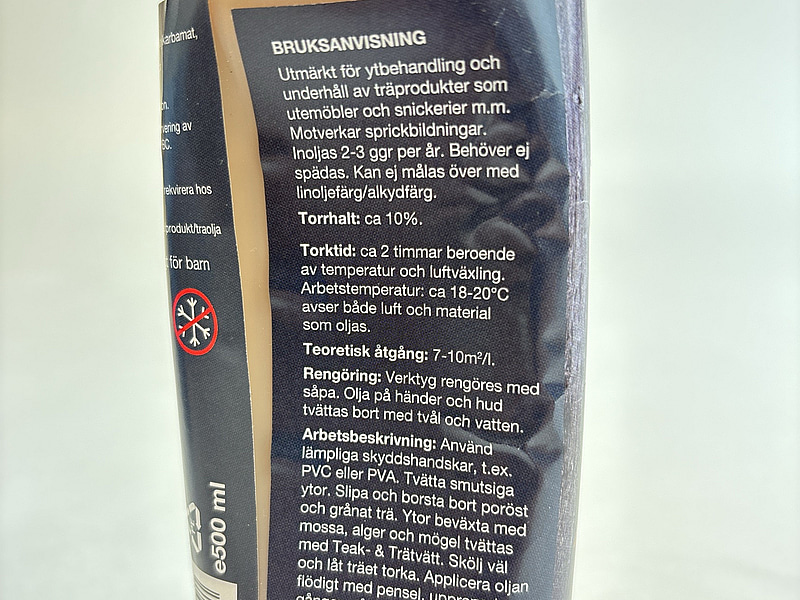 karbamat,
vering av
rekvirera hos
produkt/traolja
för barn
e500 ml
BRUKSANVISNING
Utmärkt för ytbehandling och
underhåll av träprodukter som
utemöbler och snickerier m.m.
Motverkar sprickbildningar.
Inoljas 2-3 ggr per år. Behöver ej
spädas. Kan ej målas över med
linoljefärg/alkydfärg.
Torrhalt: ca 10%.
Torktid: ca 2 timmar beroende
av temperatur och luftväxling.
Arbetstemperatur: ca 18-20°C
avser både luft och material
som oljas.
Teoretisk åtgång: 7-10m²/l.
Rengöring: Verktyg rengöres med
såpa. Olja på händer och hud
tvättas bort med tvål och vatten.
Arbetsbeskrivning: Använd
lämpliga skyddshandskar, t.ex.
PVC eller PVA. Tvätta smutsiga
ytor. Slipa och borsta bort poröst
och grånat trä. Ytor beväxta med
mossa, alger och mögel tvättas
med Teak- & Trätvätt. Skölj väl
och låt träet torka. Applicera oljan
flödigt med pensel,